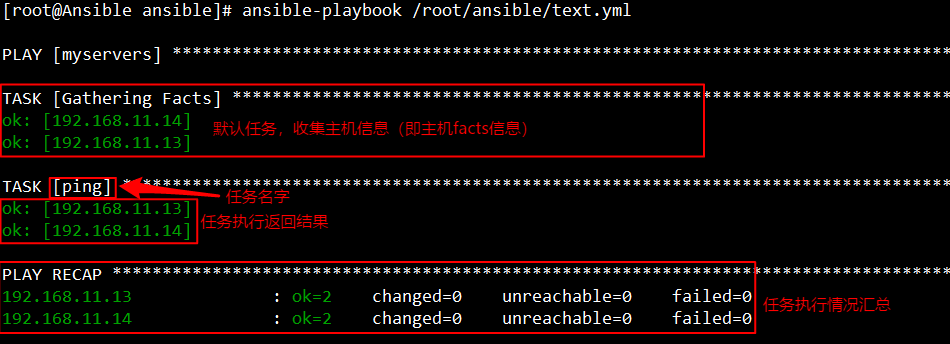 [root@Ansible ansible]# ansible-playbook /root/ansible/text.yml
PLAY [myservers] ******************************************************************************
TASK [Gathering Facts] ************************************************************************
ok: [192.168.11.14]
默认任务，收集主机信息（即主机facts信息）
ok: [192.168.11.13]
TASK [ping] ***********************************************************************************
任务名字
ok: [192.168.11.13]
任务执行返回结果
ok: [192.168.11.14]
PLAY RECAP ************************************************************************************
192.168.11.13 : ok=2 changed=0 unreachable=0 failed=0
任务执行情况汇总
192.168.11.14 : ok=2 changed=0 unreachable=0 failed=0